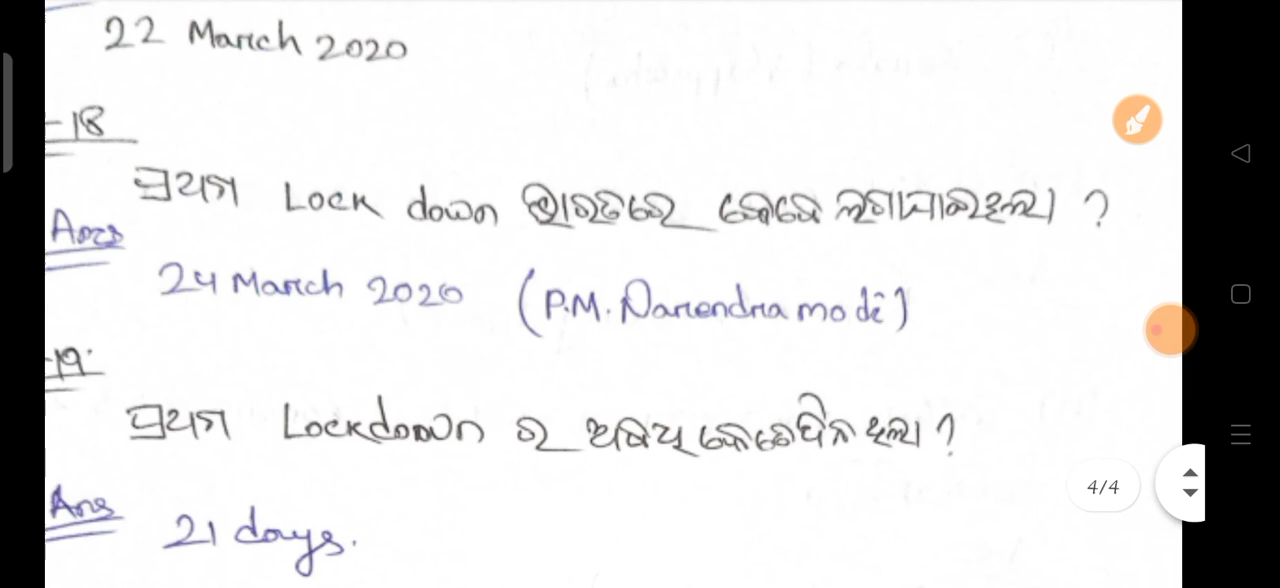 22 March 2020
-18
ପ୍ରଥମ Lock down ଭାରତରେ କେବେ ଲଗାଯାଇଥିଲା ?
Ans
24 March 2020 (P.M. Narendra modi)
-19
ପ୍ରଥମ Lockdown ର ଅବଧି କେତେଦିନ ଥିଲା ?
Ans
21 days.
4/4